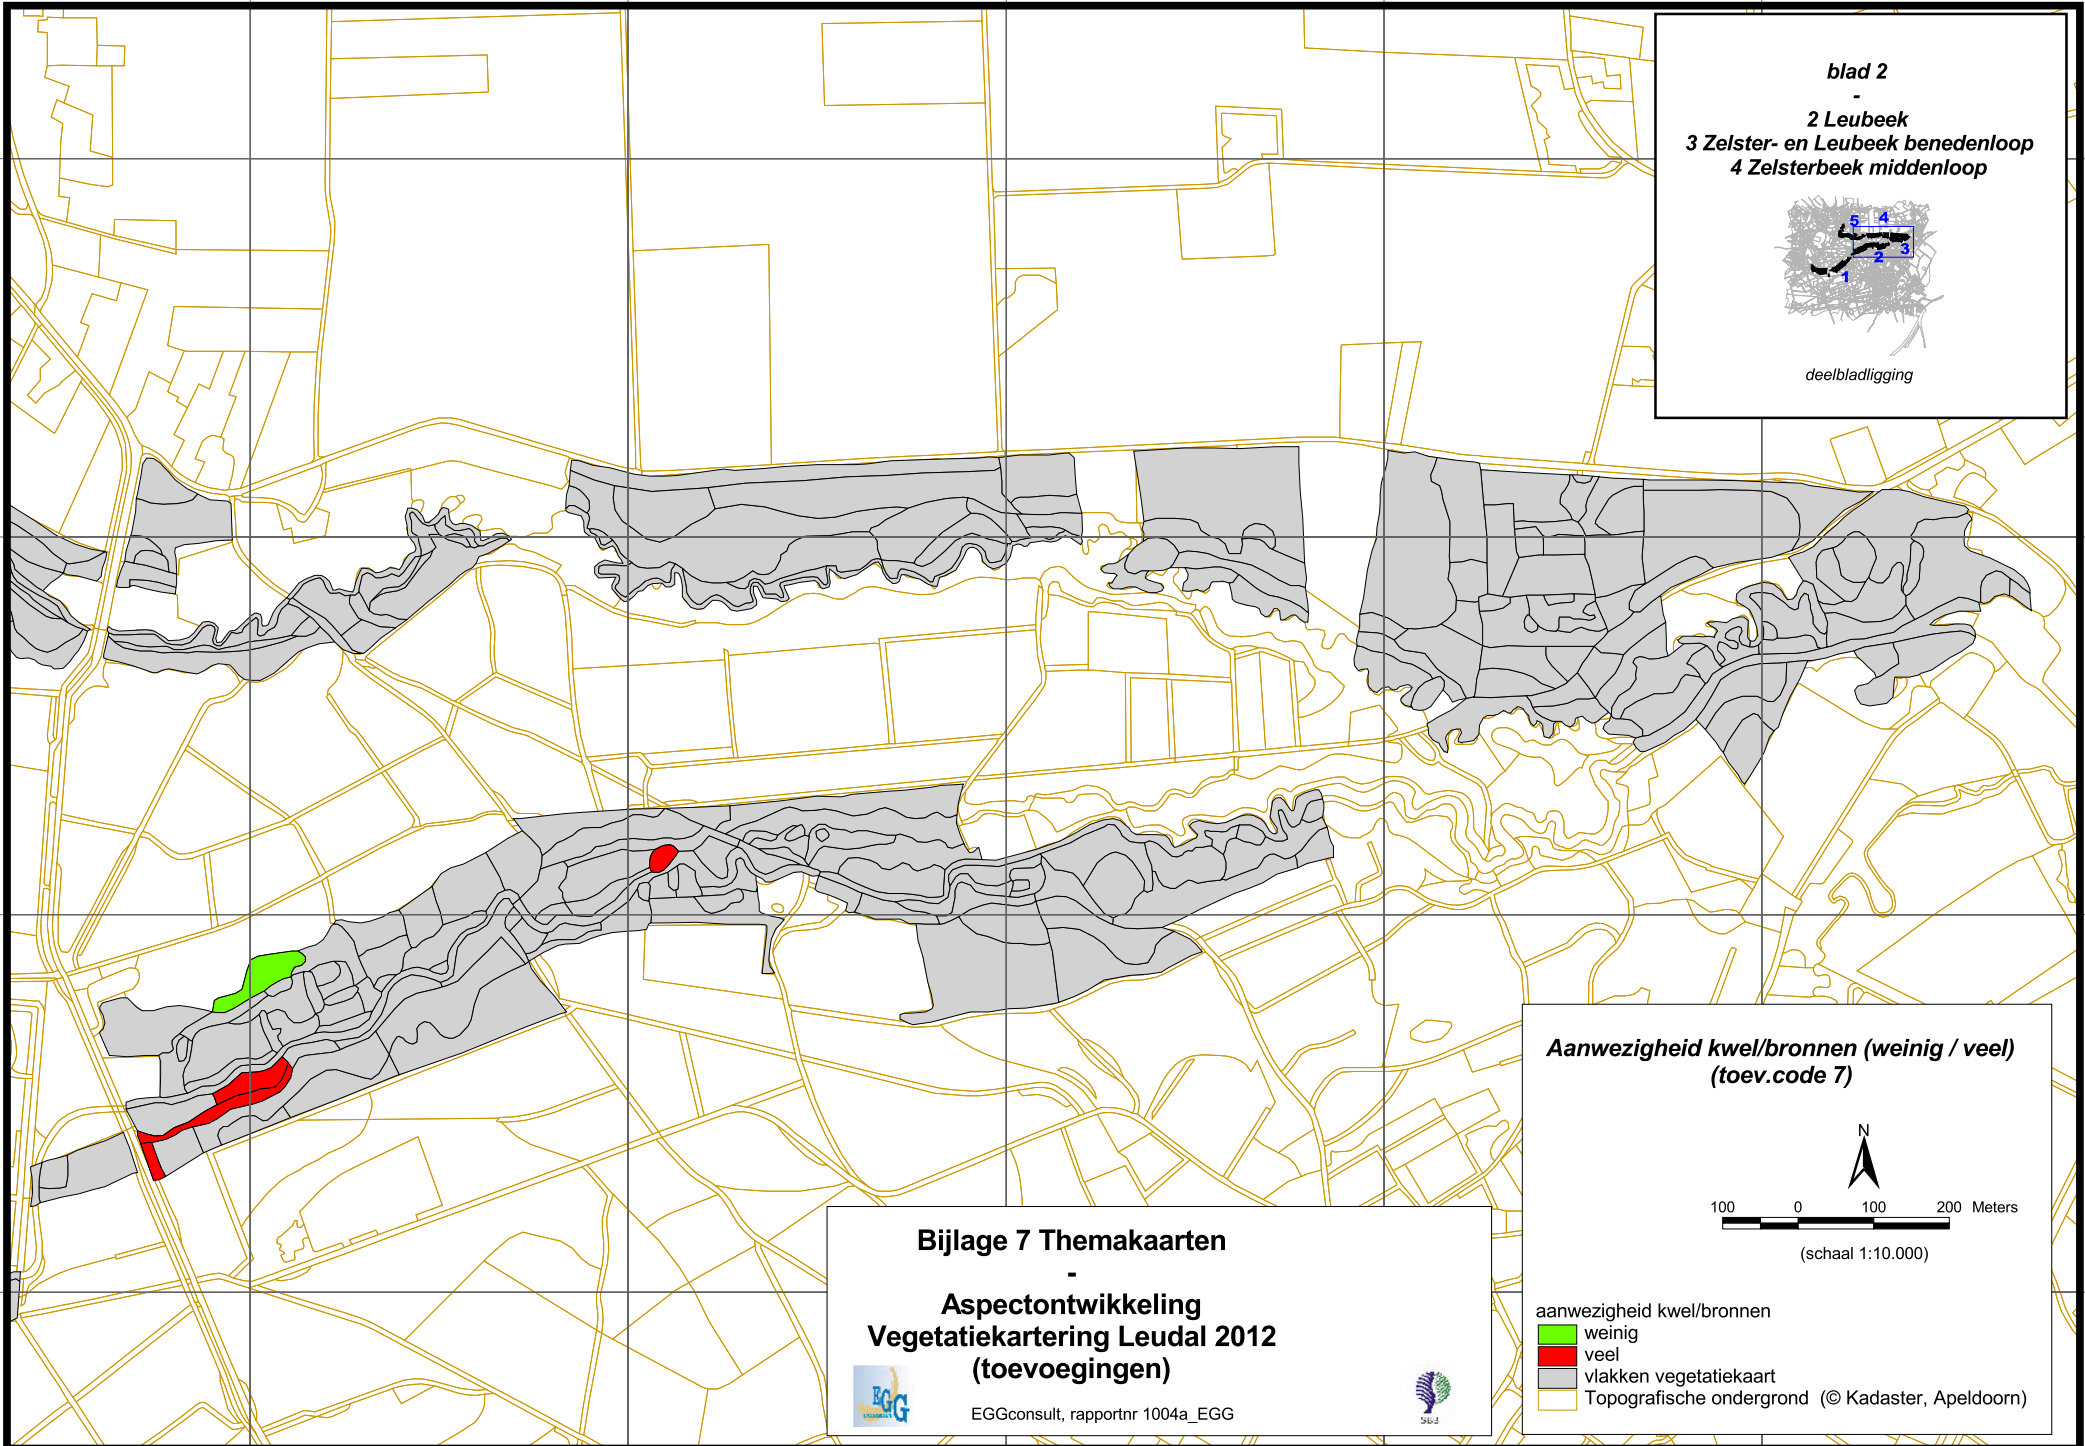 blad 2
-
2 Leubeek
3 Zelster- en Leubeek benedenloop
4 Zelsterbeek middenloop
5
4
3
2
1
deelbladligging
Aanwezigheid kwel/bronnen (weinig / veel)
(toev.code 7)
N
100 0 100 200 Meters
(schaal 1:10.000)
aanwezigheid kwel/bronnen
weinig
veel
vlakken vegetatiekaart
Topografische ondergrond (© Kadaster, Apeldoorn)
Bijlage 7 Themakaarten
-
Aspectontwikkeling
Vegetatiekartering Leudal 2012
(toevoegingen)
EGG
EGGconsult, rapportnr 1004a_EGG